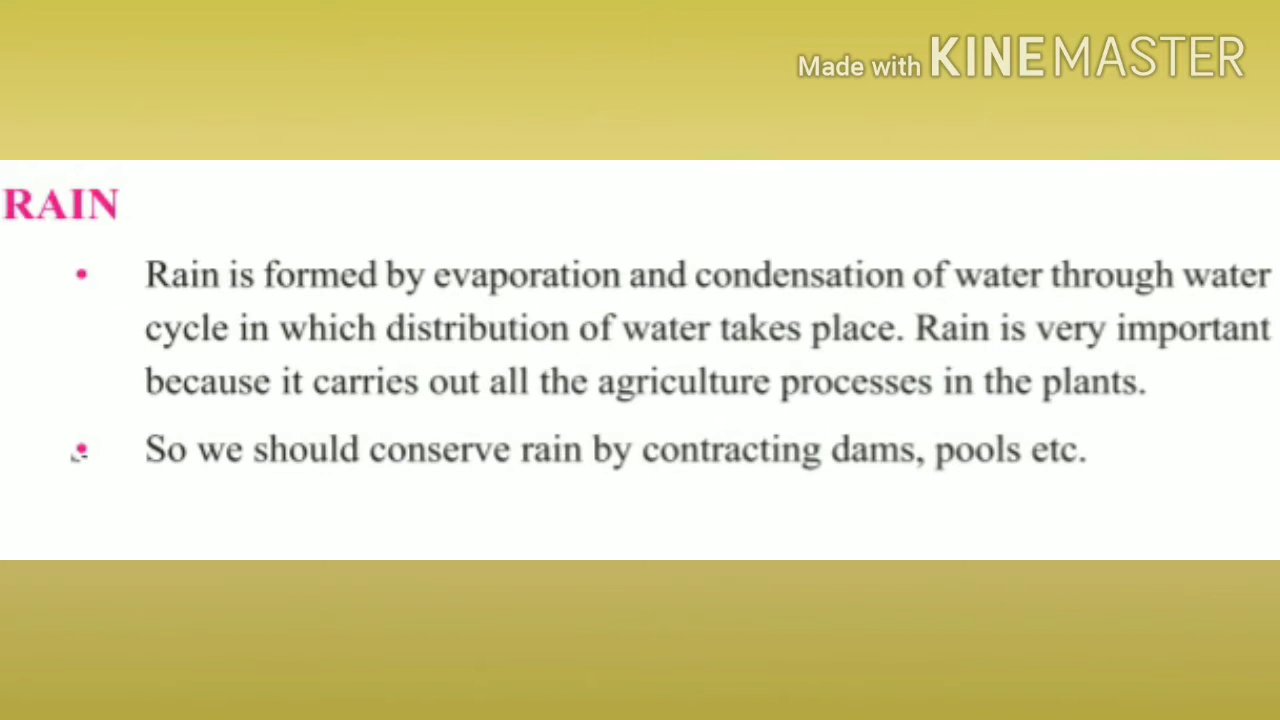 Made with KINEMASTER
RAIN
• Rain is formed by evaporation and condensation of water through water
cycle in which distribution of water takes place. Rain is very important
because it carries out all the agriculture processes in the plants.
• So we should conserve rain by contracting dams, pools etc.